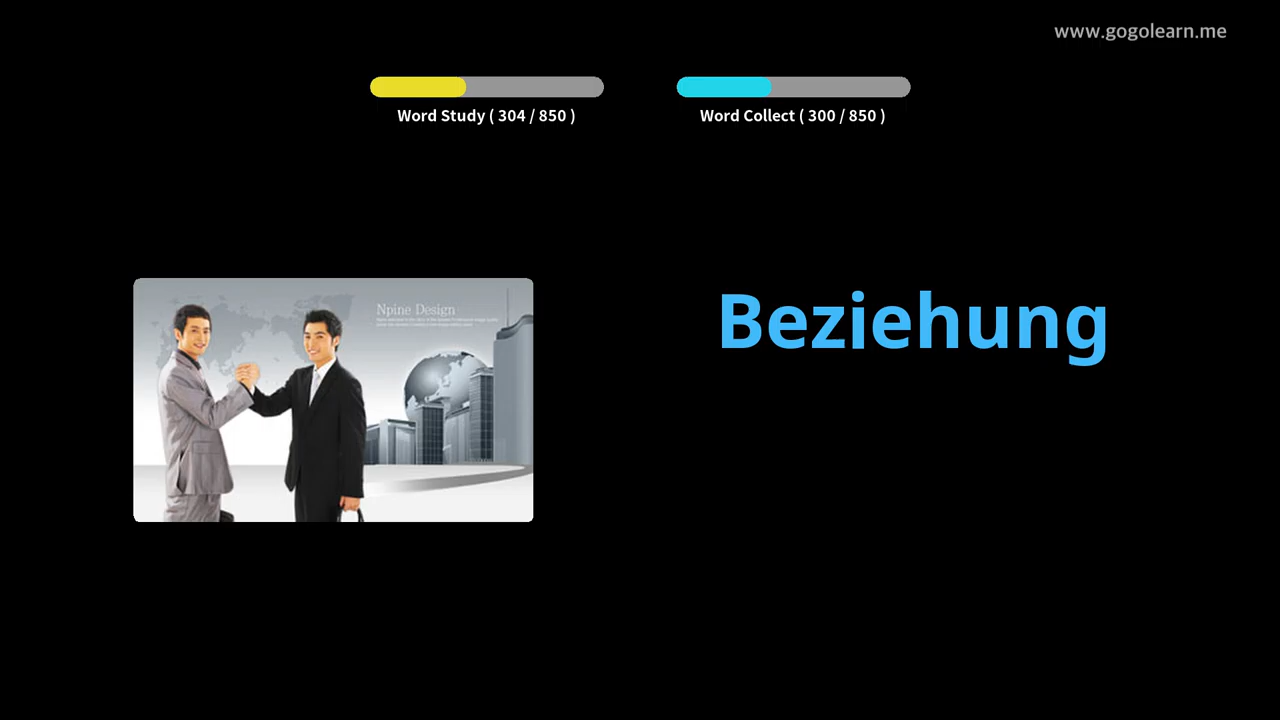 www.gogolearn.me
Word Study ( 304 / 850 )
Word Collect ( 300 / 850 )
Npine Design
Beziehung